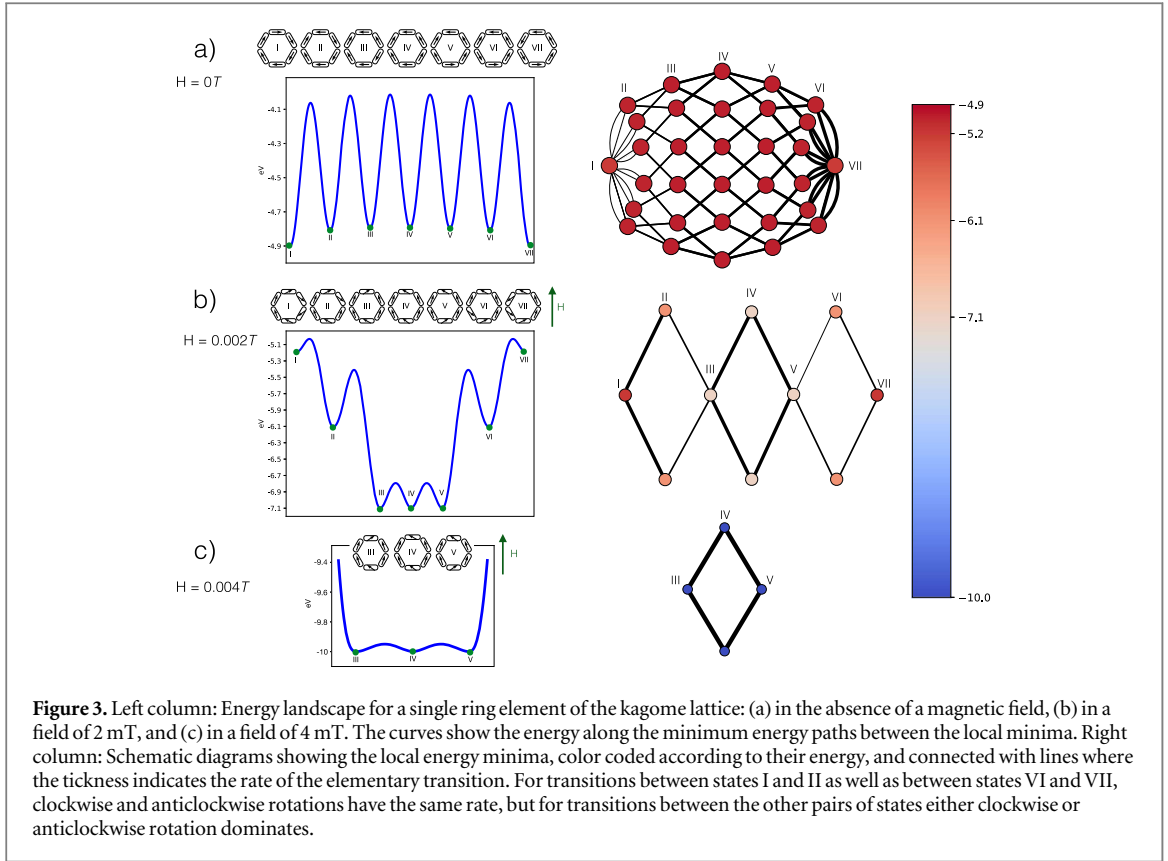 a)
I II III IV V VI VII
H = 0T
-4.1
-4.3
-4.5
-4.7
-4.9
eV
I II III IV V VI VII
I II III IV V VI VII
−4.9
−5.2
−6.1
−7.1
−10.0
b)
I II III IV V VI VII
H
H = 0.002T
-5.1
-5.3
-5.5
-5.7
-5.9
-6.1
-6.3
-6.5
-6.7
-6.9
-7.1
eV
I II III IV V VI VII
I II III IV V VI VII
c)
III IV V
H
H = 0.004T
-9.4
-9.6
-9.8
-10
eV
III IV V
III IV V
Figure 3. Left column: Energy landscape for a single ring element of the kagome lattice: (a) in the absence of a magnetic field, (b) in a
field of 2 mT, and (c) in a field of 4 mT. The curves show the energy along the minimum energy paths between the local minima. Right
column: Schematic diagrams showing the local energy minima, color coded according to their energy, and connected with lines where
the tickness indicates the rate of the elementary transition. For transitions between states I and II as well as between states VI and VII,
clockwise and anticlockwise rotations have the same rate, but for transitions between the other pairs of states either clockwise or
anticlockwise rotation dominates.